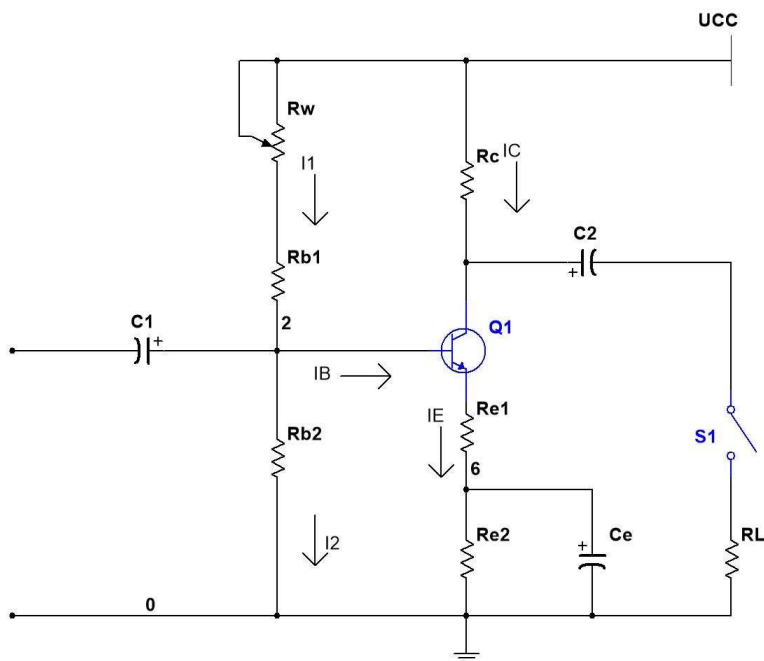 UCC
Rw
I1
Rc
IC
C2
Rb1
C1
+
2
+
Q1
IB
Rb2
IE
Re1
S1
6
I2
Re2
+
Ce
RL
0